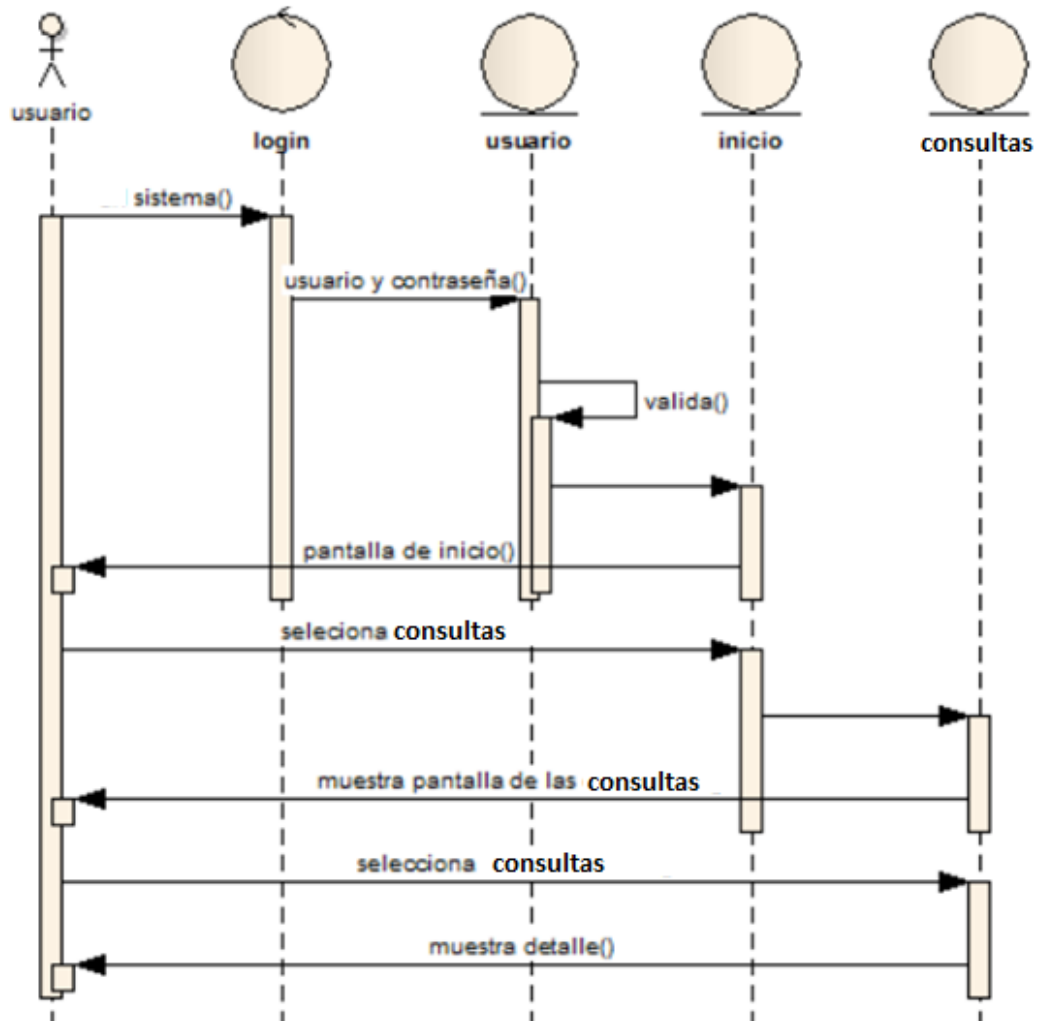 usuario
login
usuario
inicio
consultas
sistema()
usuario y contraseña()
valida()
pantalla de inicio()
seleciona consultas
muestra pantalla de las consultas
selecciona consultas
muestra detalle()